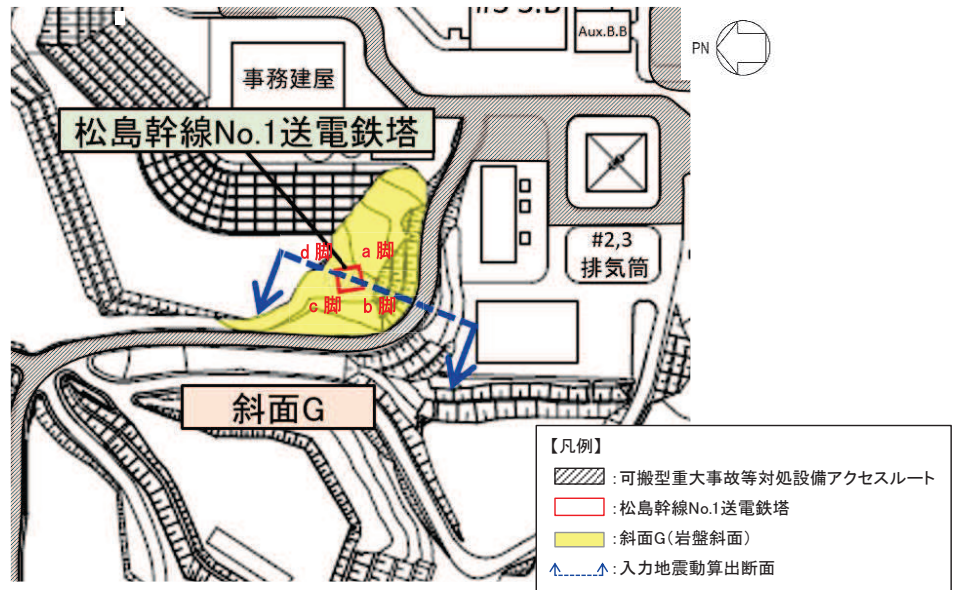 Aux.B.B
PN
事務建屋
松島幹線No.1送電鉄塔
d脚
a脚
c脚
b脚
#2,3
排気筒
斜面G
【凡例】
:可搬型重大事故等対処設備アクセスルート
:松島幹線No.1送電鉄塔
:斜面G(岩盤斜面)
:入力地震動算出断面